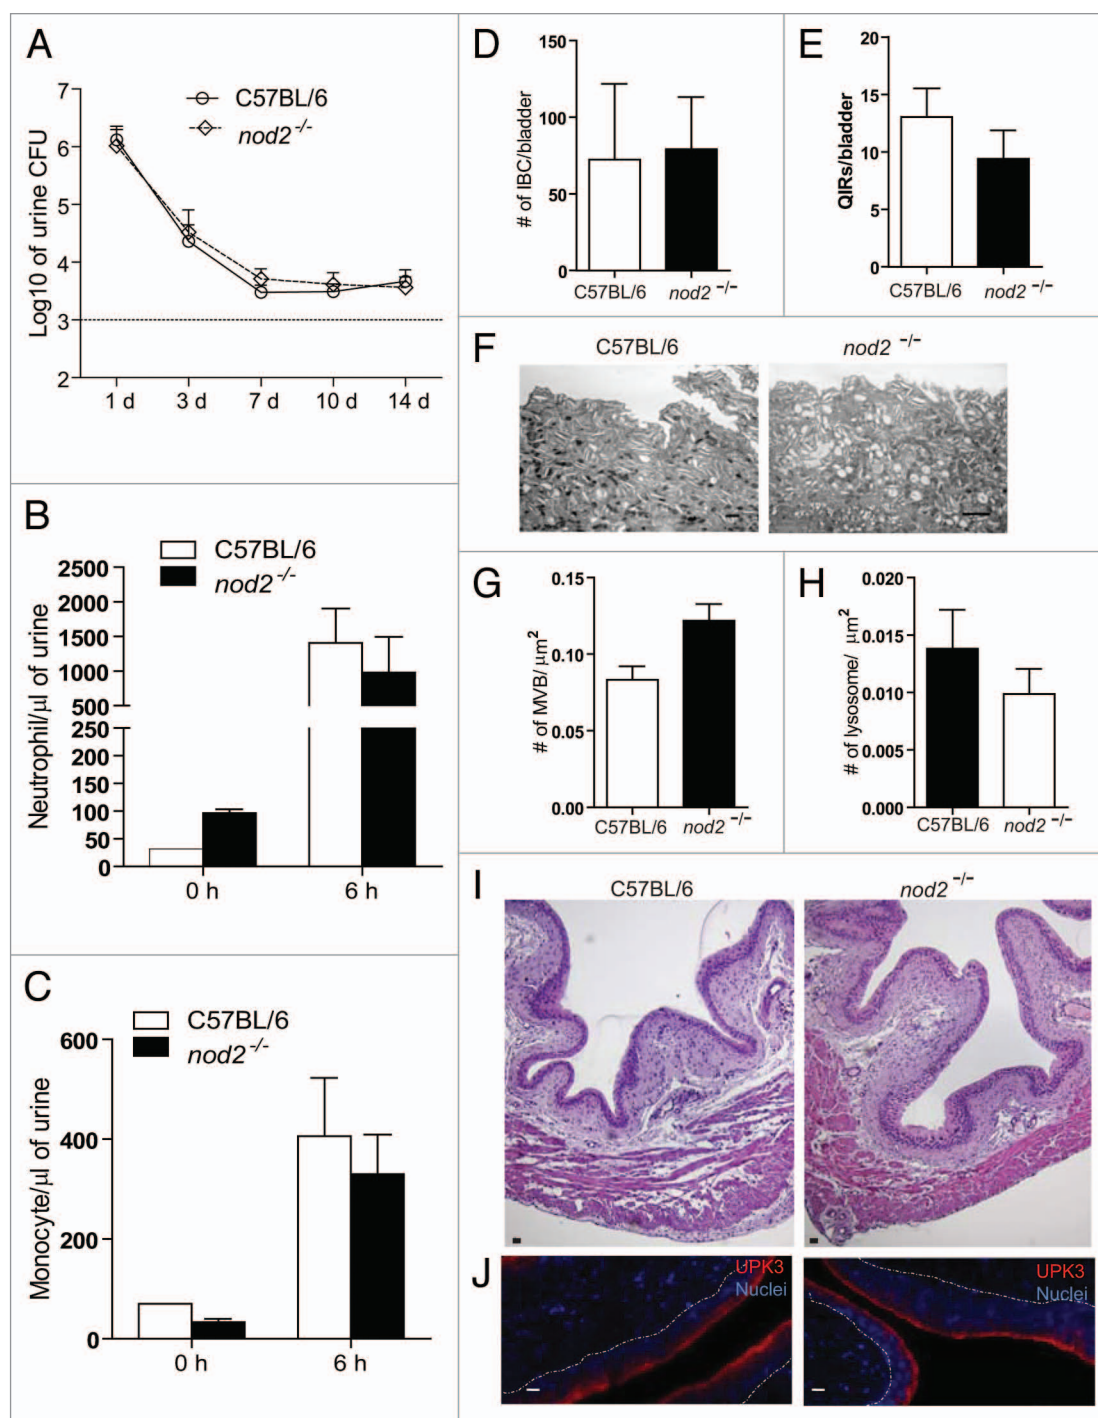 A
C57BL/6
nod2 -/-
Log10 of urine CFU
7
6
5
4
3
2
1 d 3 d 7 d 10 d 14 d
B
C57BL/6
nod2 -/-
Neutrophil/µl of urine
2500
2000
1500
1000
500
250
200
150
100
50
0
0 h 6 h
C
C57BL/6
nod2 -/-
Monocyte/µl of urine
600
400
200
0
0 h 6 h
D
# of IBC/bladder
150
100
50
0
C57BL/6 nod2 -/-
E
QIRs/bladder
20
15
10
5
0
C57BL/6 nod2 -/-
F
C57BL/6 nod2 -/-
G
# of MVB/ µm2
0.15
0.10
0.05
0.00
C57BL/6 nod2 -/-
H
# of lysosome/ µm2
0.020
0.015
0.010
0.005
0.000
C57BL/6 nod2 -/-
I
C57BL/6 nod2 -/-
J
UPK3
Nuclei
UPK3
Nuclei